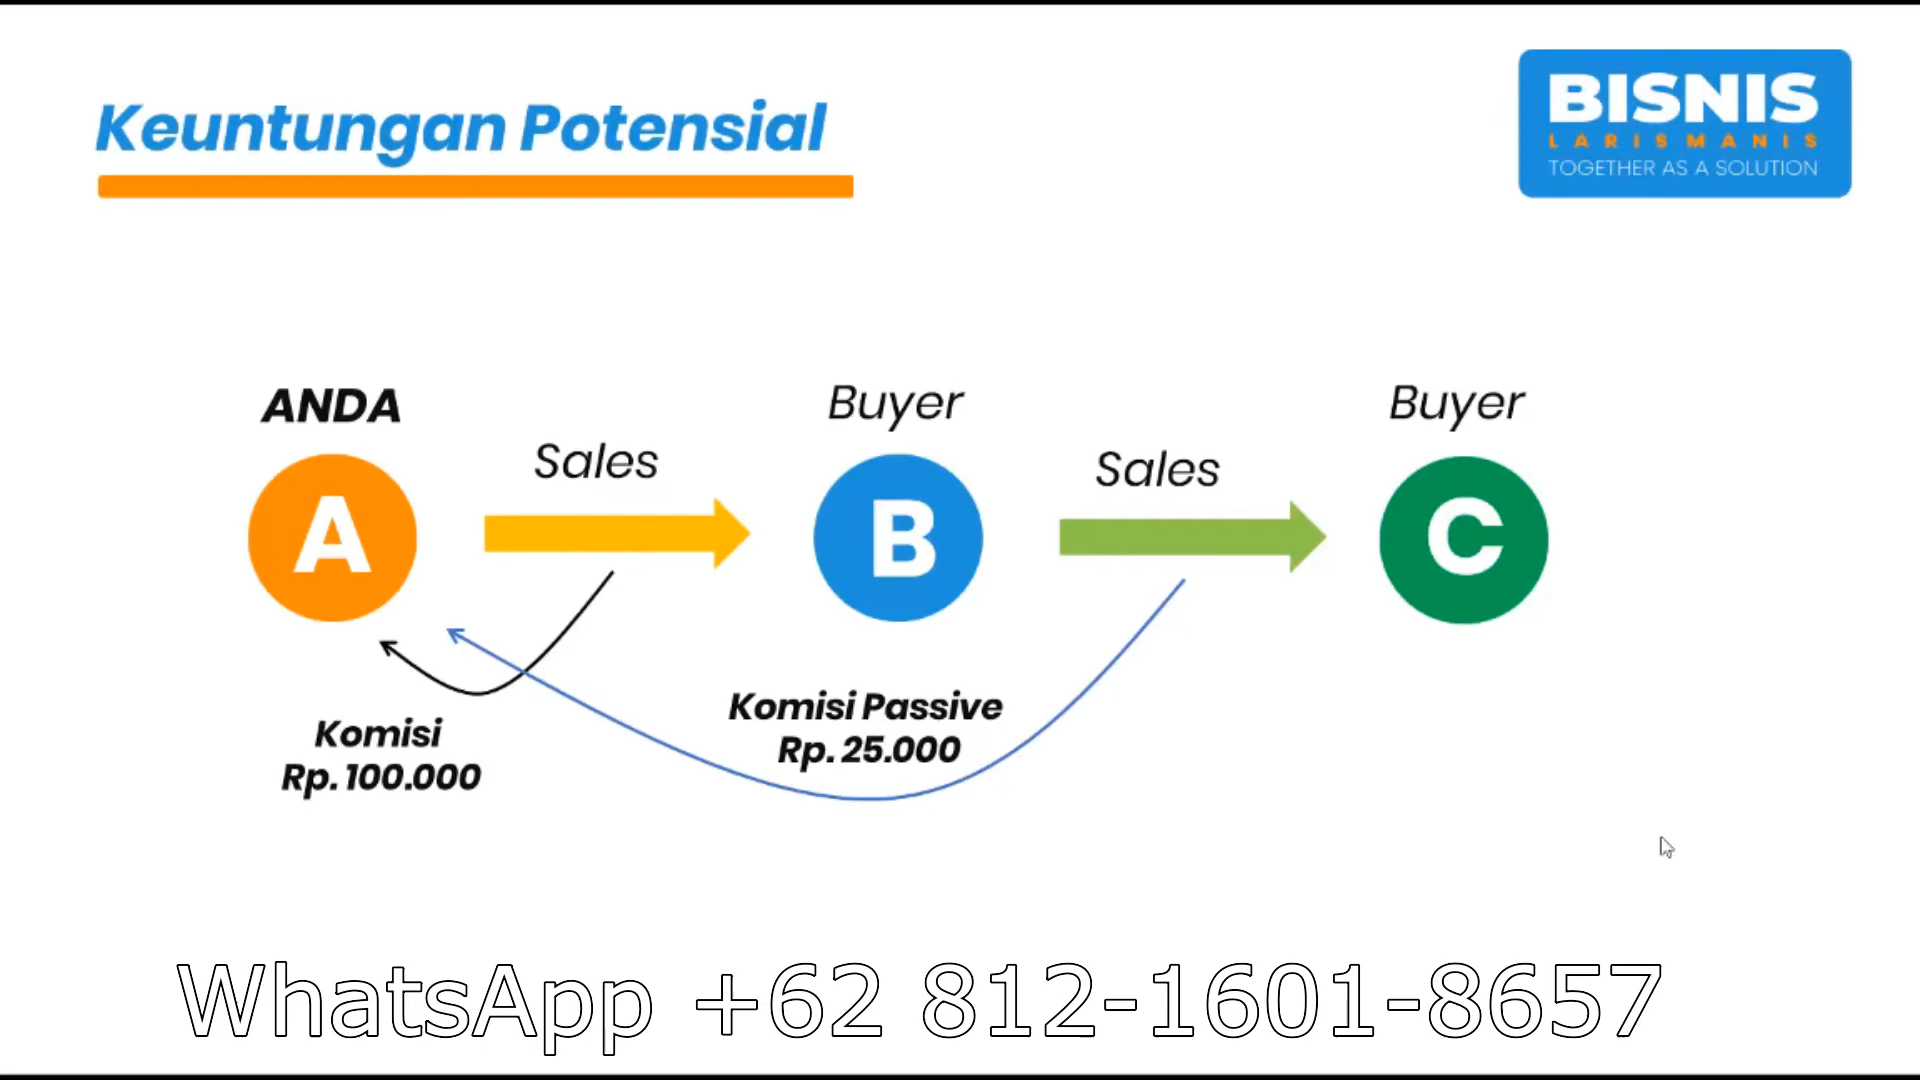 Keuntungan Potensial
BISNIS
LARISMANIS
TOGETHER AS A SOLUTION
ANDA
Buyer
Buyer
Sales
Sales
A
B
C
Komisi Passive
Rp. 25.000
Komisi
Rp. 100.000
WhatsApp +62 812-1601-8657